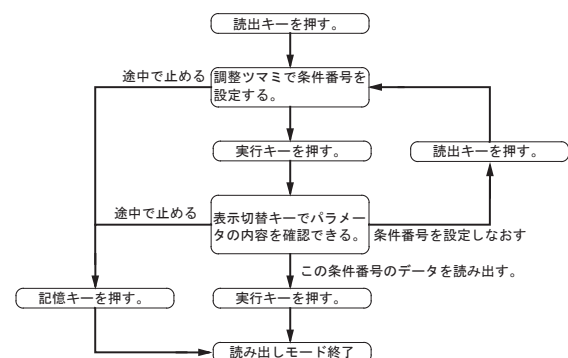 読出キーを押す。
途中で止める
調整ツマミで条件番号を
設定する。
実行キーを押す。
読出キーを押す。
途中で止める
表示切替キーでパラメー
タの内容を確認できる。
条件番号を設定しなおす
この条件番号のデータを読み出す。
記憶キーを押す。
実行キーを押す。
読み出しモード終了